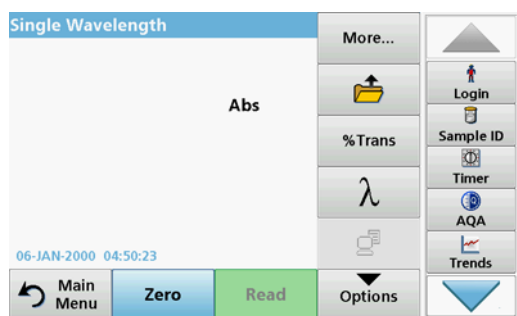 Single Wavelength
Abs
06-JAN-2000 04:50:23
More...
%Trans
λ
Options
Main
Menu
Zero
Read
Login
Sample ID
Timer
AQA
Trends